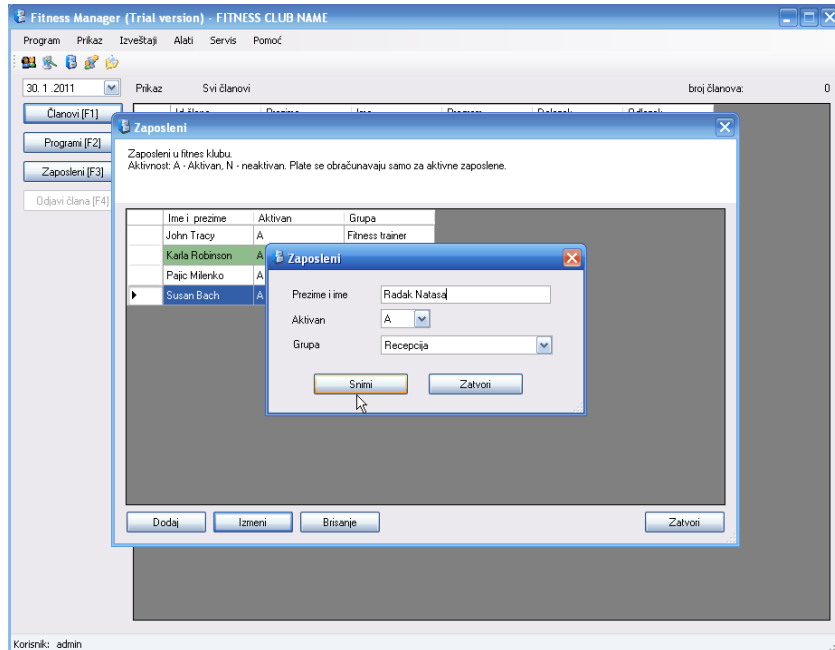 Fitness Manager (Trial version) - FITNESS CLUB NAME
Program Prikaz Izveštaji Alati Servis Pomoć
30. 1 .2011 Prikaz Svi članovi broj članova: 0
Članovi [F1]
Programi [F2]
Zaposleni [F3]
Odjavi člana [F4]
Zaposleni
Zaposleni u fitnes klubu.
Aktivnost: A - Aktivan, N - neaktivan. Plate se obračunavaju samo za aktivne zaposlene.
Ime i prezime Aktivan Grupa
John Tracy A Fitness trainer
Karla Robinson A
Pajic Milenko A
Susan Bach A
Zaposleni
Prezime i ime Radak Natasa
Aktivan A
Grupa Recepcija
Snimi Zatvori
Dodaj Izmeni Brisanje Zatvori
Korisnik: admin